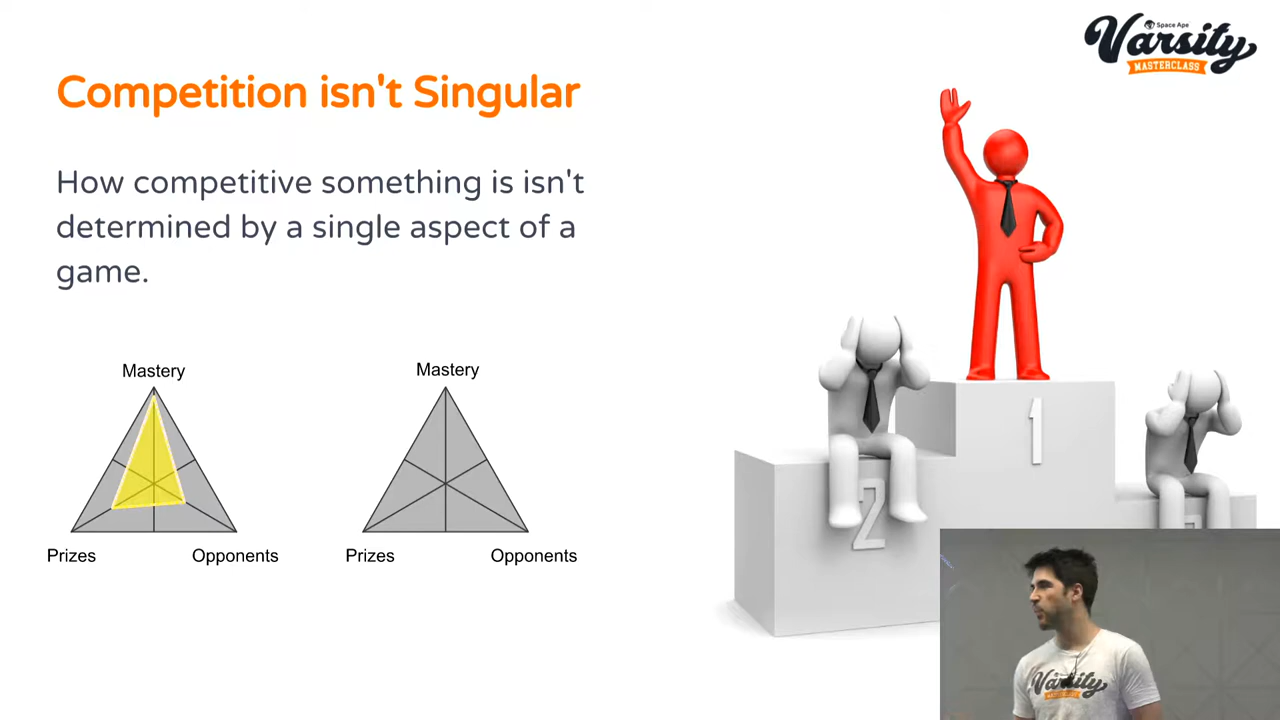 Space Ape
Varsity
MASTERCLASS
Competition isn't Singular
How competitive something is isn't
determined by a single aspect of a
game.
Mastery
Prizes
Opponents
Mastery
Prizes
Opponents
1
2
Varsity